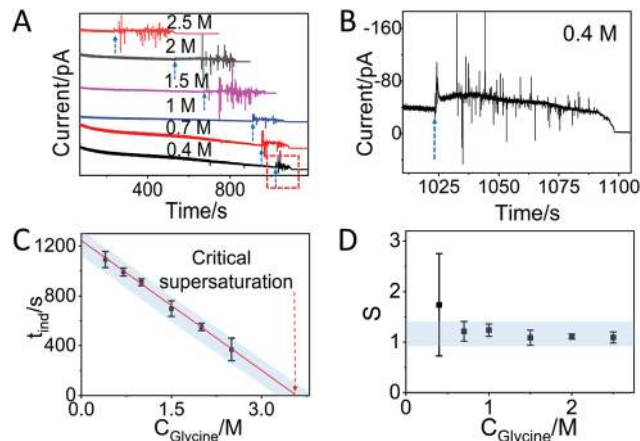 A
2.5 M
2 M
1.5 M
1 M
0.7 M
0.4 M
Current/pA
400
800
Time/s
B
0.4 M
-160
-80
0
Current/pA
1025
1050
1075
1100
Time/s
C
1200
800
400
0
t_ind/s
Critical
supersaturation
0.0
1.5
3.0
C_Glycine/M
D
3
2
1
0
S
0
1
2
C_Glycine/M